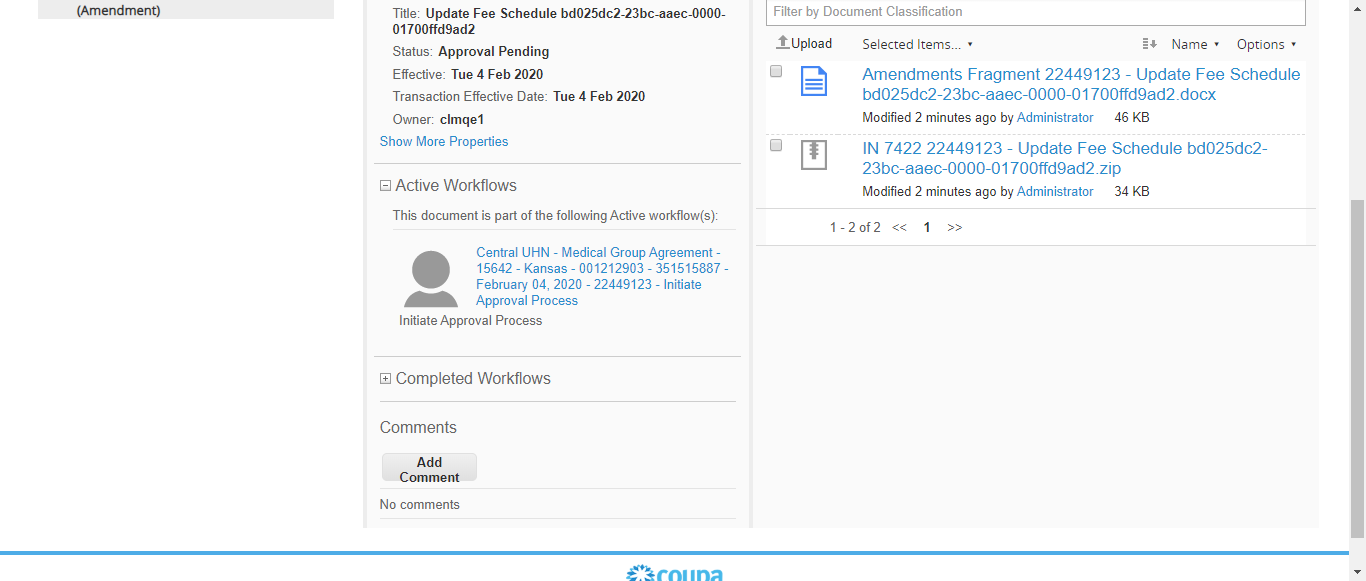 (Amendment)
Title: Update Fee Schedule bd025dc2-23bc-aaec-0000-
01700ffd9ad2
Status: Approval Pending
Effective: Tue 4 Feb 2020
Transaction Effective Date: Tue 4 Feb 2020
Owner: clmqe1
Show More Properties
Active Workflows
This document is part of the following Active workflow(s):
Central UHN - Medical Group Agreement -
15642 - Kansas - 001212903 - 351515887 -
February 04, 2020 - 22449123 - Initiate
Approval Process
Initiate Approval Process
Completed Workflows
Comments
Add
Comment
No comments
Filter by Document Classification
Upload Selected Items... Name Options
Amendments Fragment 22449123 - Update Fee Schedule
bd025dc2-23bc-aaec-0000-01700ffd9ad2.docx
Modified 2 minutes ago by Administrator 46 KB
IN 7422 22449123 - Update Fee Schedule bd025dc2-
23bc-aaec-0000-01700ffd9ad2.zip
Modified 2 minutes ago by Administrator 34 KB
1 - 2 of 2 << 1 >>
coupa